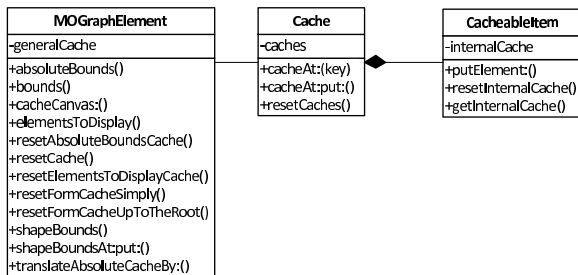 MOGraphElement
-generalCache
+absoluteBounds()
+bounds()
+cacheCanvas:()
+elementsToDisplay()
+resetAbsoluteBoundsCache()
+resetCache()
+resetElementsToDisplayCache()
+resetFormCacheSimply()
+resetFormCacheUpToTheRoot()
+shapeBounds()
+shapeBoundsAt:put:()
+translateAbsoluteCacheBy:()
Cache
-caches
+cacheAt:(key)
+cacheAt:put:()
+resetCaches()
CacheableItem
-internalCache
+putElement:()
+resetInternalCache()
+getInternalCache()